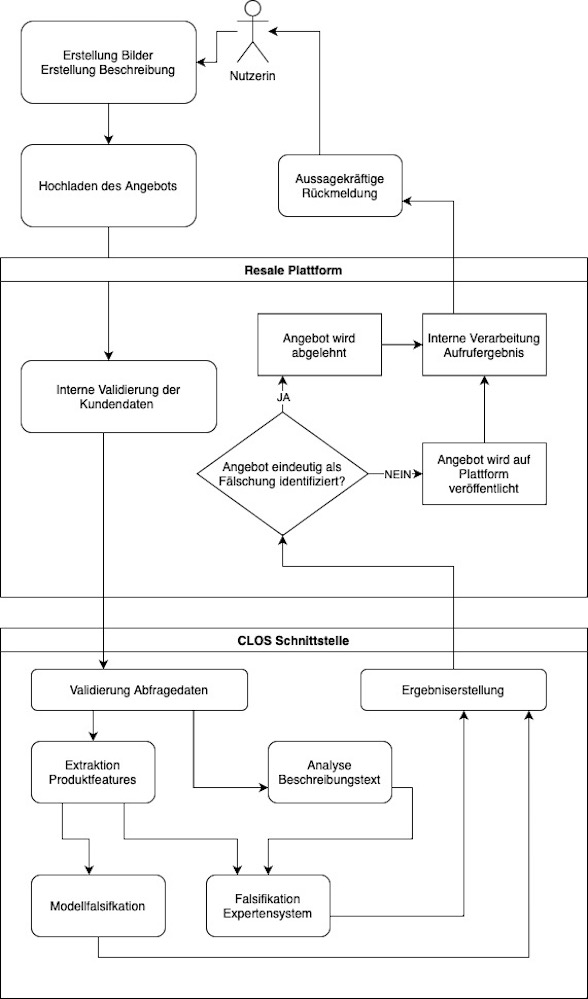 Erstellung Bilder
Erstellung Beschreibung
Nutzerin
Hochladen des Angebots
Aussagekräftige
Rückmeldung
Resale Plattform
Angebot wird
abgelehnt
Interne Verarbeitung
Aufrufergebnis
Interne Validierung der
Kundendaten
JA
Angebot eindeutig als
Fälschung identifiziert?
NEIN
Angebot wird auf
Plattform
veröffentlicht
CLOS Schnittstelle
Validierung Abfragedaten
Ergebniserstellung
Extraktion
Produktfeatures
Analyse
Beschreibungstext
Modellfalsifkation
Falsifikation
Expertensystem